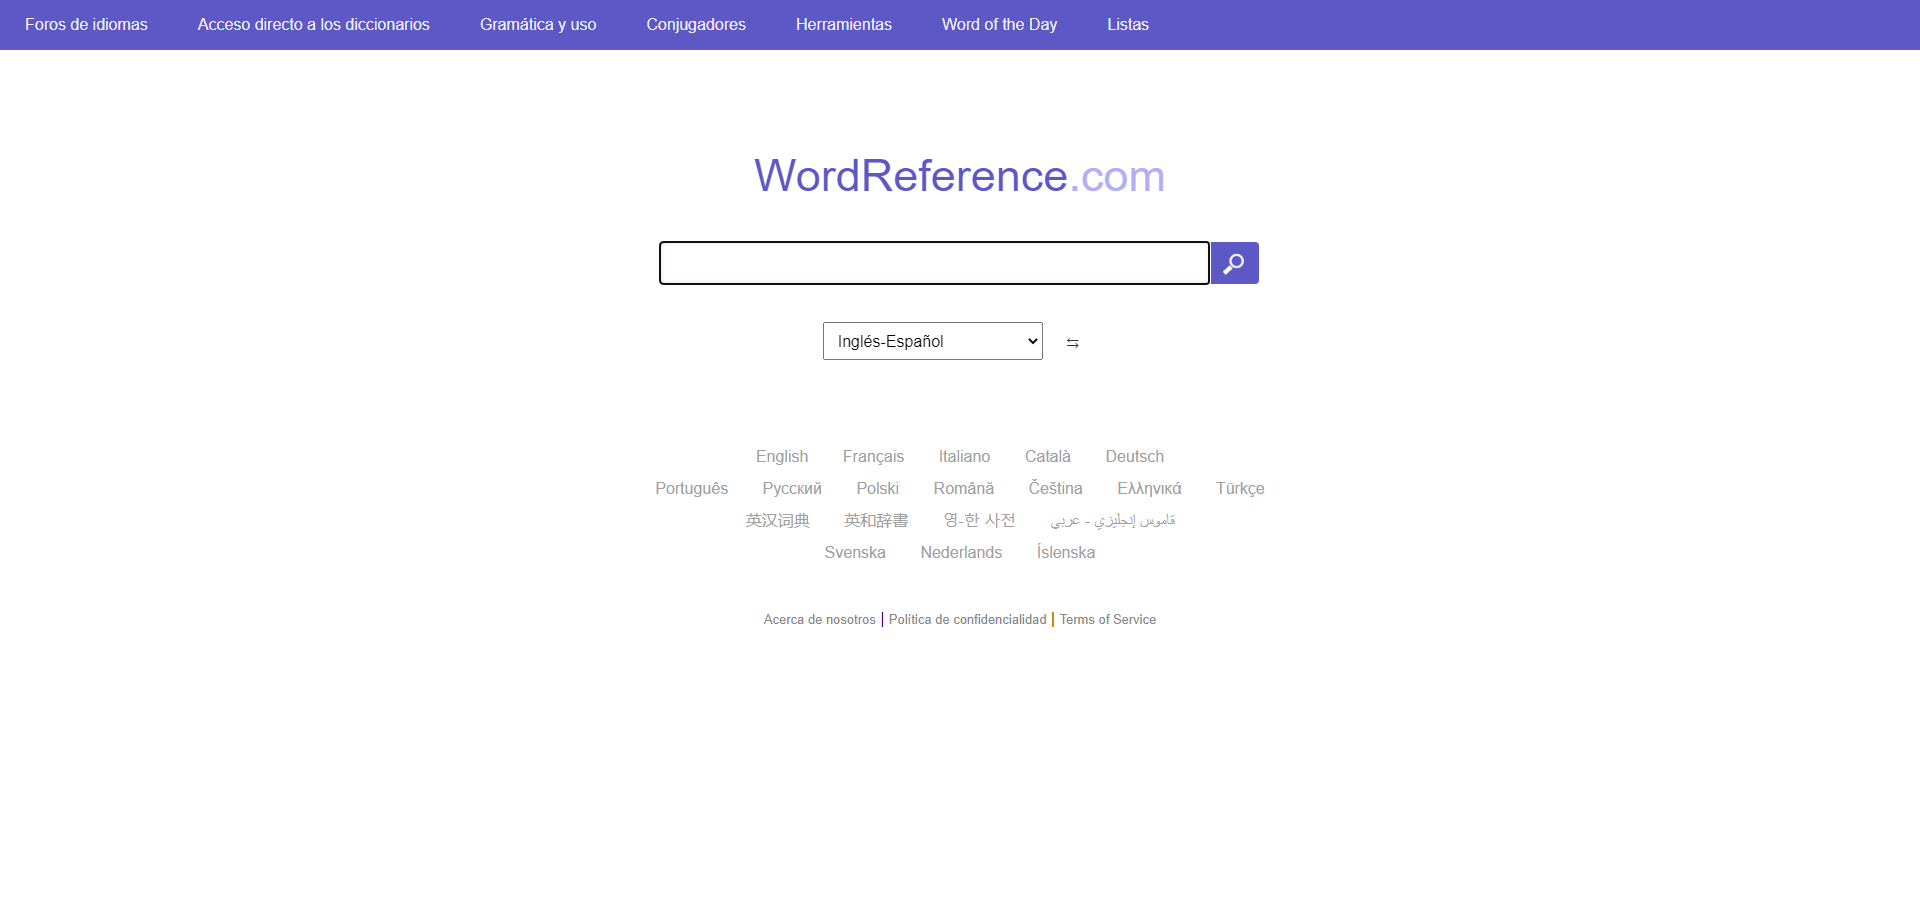 Foros de idiomas Acceso directo a los diccionarios Gramática y uso Conjugadores Herramientas Word of the Day Listas
WordReference.com
Inglés-Español ⇆
English Français Italiano Català Deutsch
Português Русский Polski Română Čeština Ελληνικά Türkçe
英汉词典 英和辞書 영-한 사전 قاموس إنجليزي - عربي
Svenska Nederlands Íslenska
Acerca de nosotros | Política de confidencialidad | Terms of Service